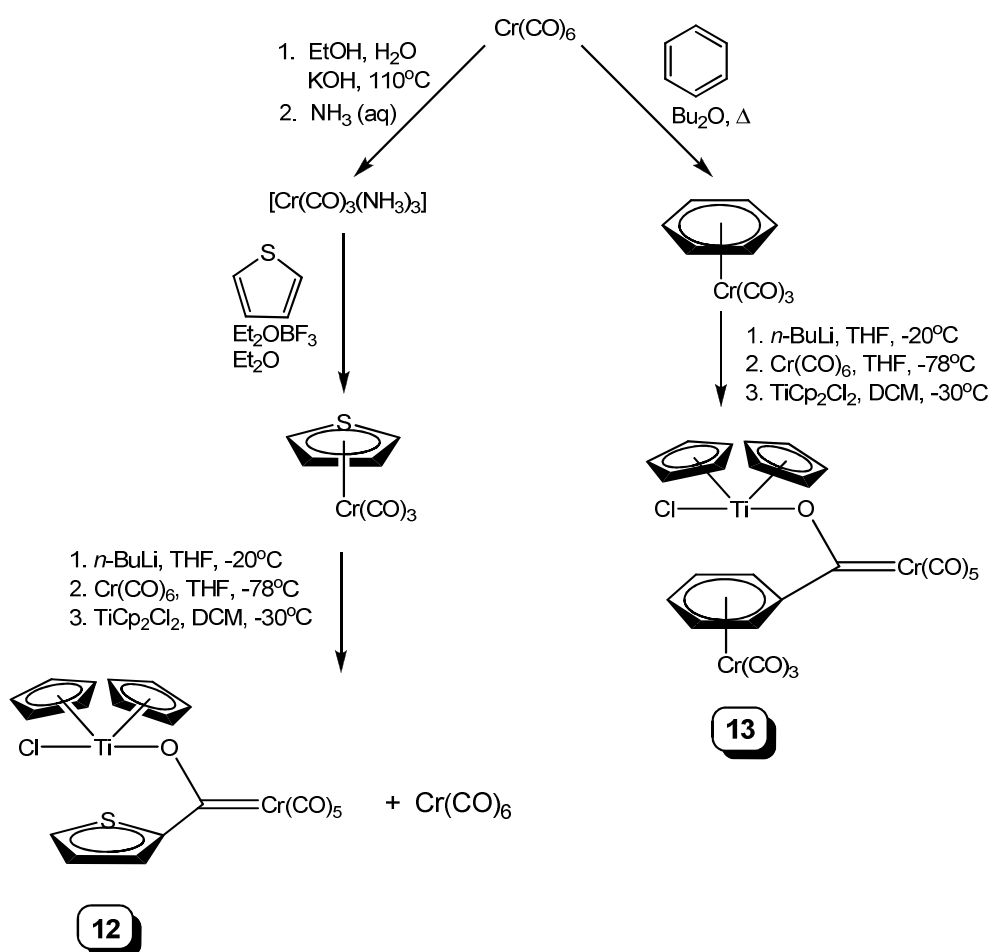 Cr(CO)₆
1. EtOH, H₂O
KOH, 110°C
2. NH₃ (aq)
Bu₂O, Δ
[Cr(CO)₃(NH₃)₃]
S
Et₂OBF₃
Et₂O
Cr(CO)₃
1. n-BuLi, THF, -20°C
2. Cr(CO)₆, THF, -78°C
3. TiCp₂Cl₂, DCM, -30°C
S
Cr(CO)₃
1. n-BuLi, THF, -20°C
2. Cr(CO)₆, THF, -78°C
3. TiCp₂Cl₂, DCM, -30°C
Cl Ti O
Cr(CO)₅
Cr(CO)₃
13
Cl Ti O
Cr(CO)₅ + Cr(CO)₆
S
12